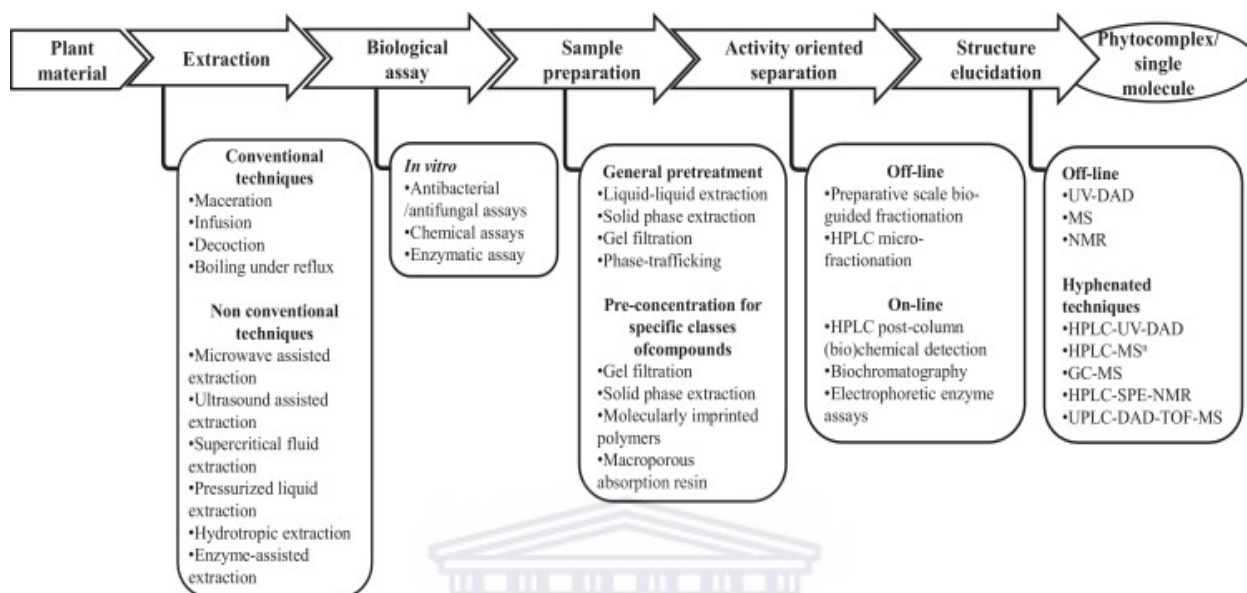 Plant
material
Extraction
Biological
assay
Sample
preparation
Activity oriented
separation
Structure
elucidation
Phytocomplex/
single
molecule
Conventional
techniques
•Maceration
•Infusion
•Decoction
•Boiling under reflux
Non conventional
techniques
•Microwave assisted
extraction
•Ultrasound assisted
extraction
•Supercritical fluid
extraction
•Pressurized liquid
extraction
•Hydrotropic extraction
•Enzyme-assisted
extraction
In vitro
•Antibacterial
/antifungal assays
•Chemical assays
•Enzymatic assay
General pretreatment
•Liquid-liquid extraction
•Solid phase extraction
•Gel filtration
•Phase-trafficking
Pre-concentration for
specific classes
ofcompounds
•Gel filtration
•Solid phase extraction
•Molecularly imprinted
polymers
•Macroporous
absorption resin
Off-line
•Preparative scale bio-
guided fractionation
•HPLC micro-
fractionation
On-line
•HPLC post-column
(bio)chemical detection
•Biochromatography
•Electrophoretic enzyme
assays
Off-line
•UV-DAD
•MS
•NMR
Hyphenated
techniques
•HPLC-UV-DAD
•HPLC-MSⁿ
•GC-MS
•HPLC-SPE-NMR
•UPLC-DAD-TOF-MS